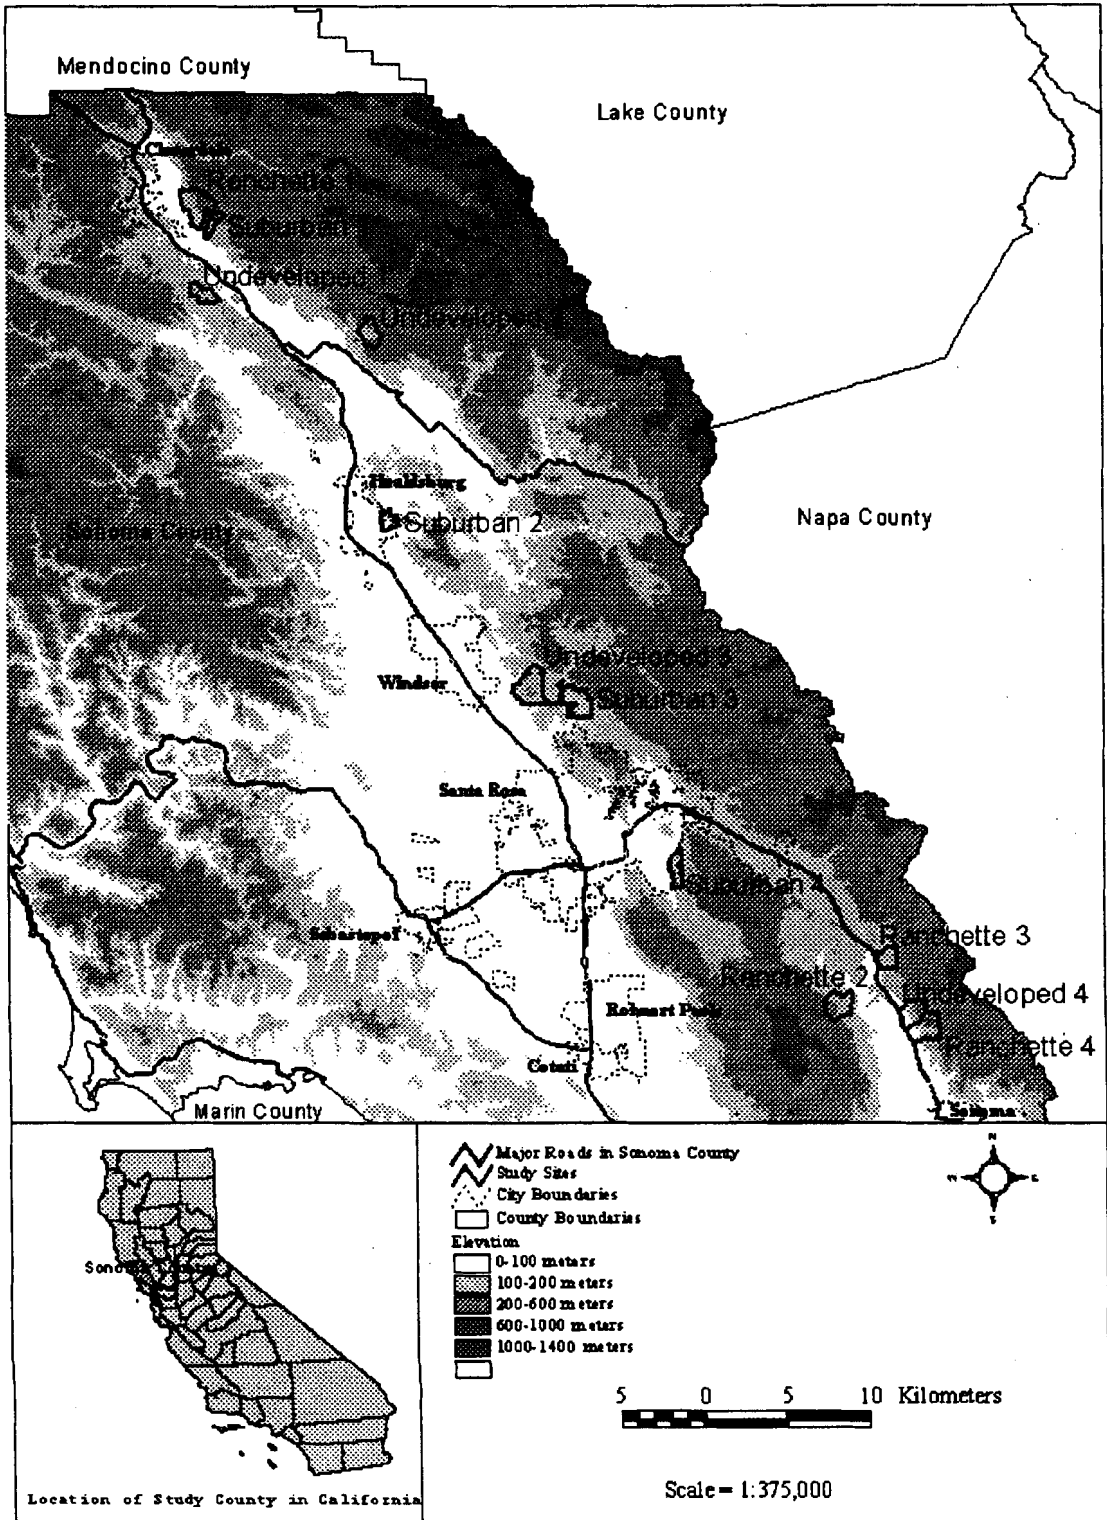 Mendocino County
Lake County
Cloverdale
Ranchette 1
Suburban
Undeveloped 1
Undeveloped
Healdsburg
Suburban 2
Sonoma County
Napa County
Undeveloped 3
Windsor
Suburban 3
Santa Rosa
Suburban 4
Sebastopol
Ranchette 3
Ranchette 2
Undeveloped 4
Rohnert Park
Ranchette 4
Cotati
Marin County
Sonoma
Major Roads in Sonoma County
Study Sites
City Boundaries
County Boundaries
Elevation
0-100 meters
100-200 meters
200-600 meters
600-1000 meters
1000-1400 meters
N
E
S
Sonoma County
5 0 5 10 Kilometers
Scale = 1:375,000
Location of Study County in California